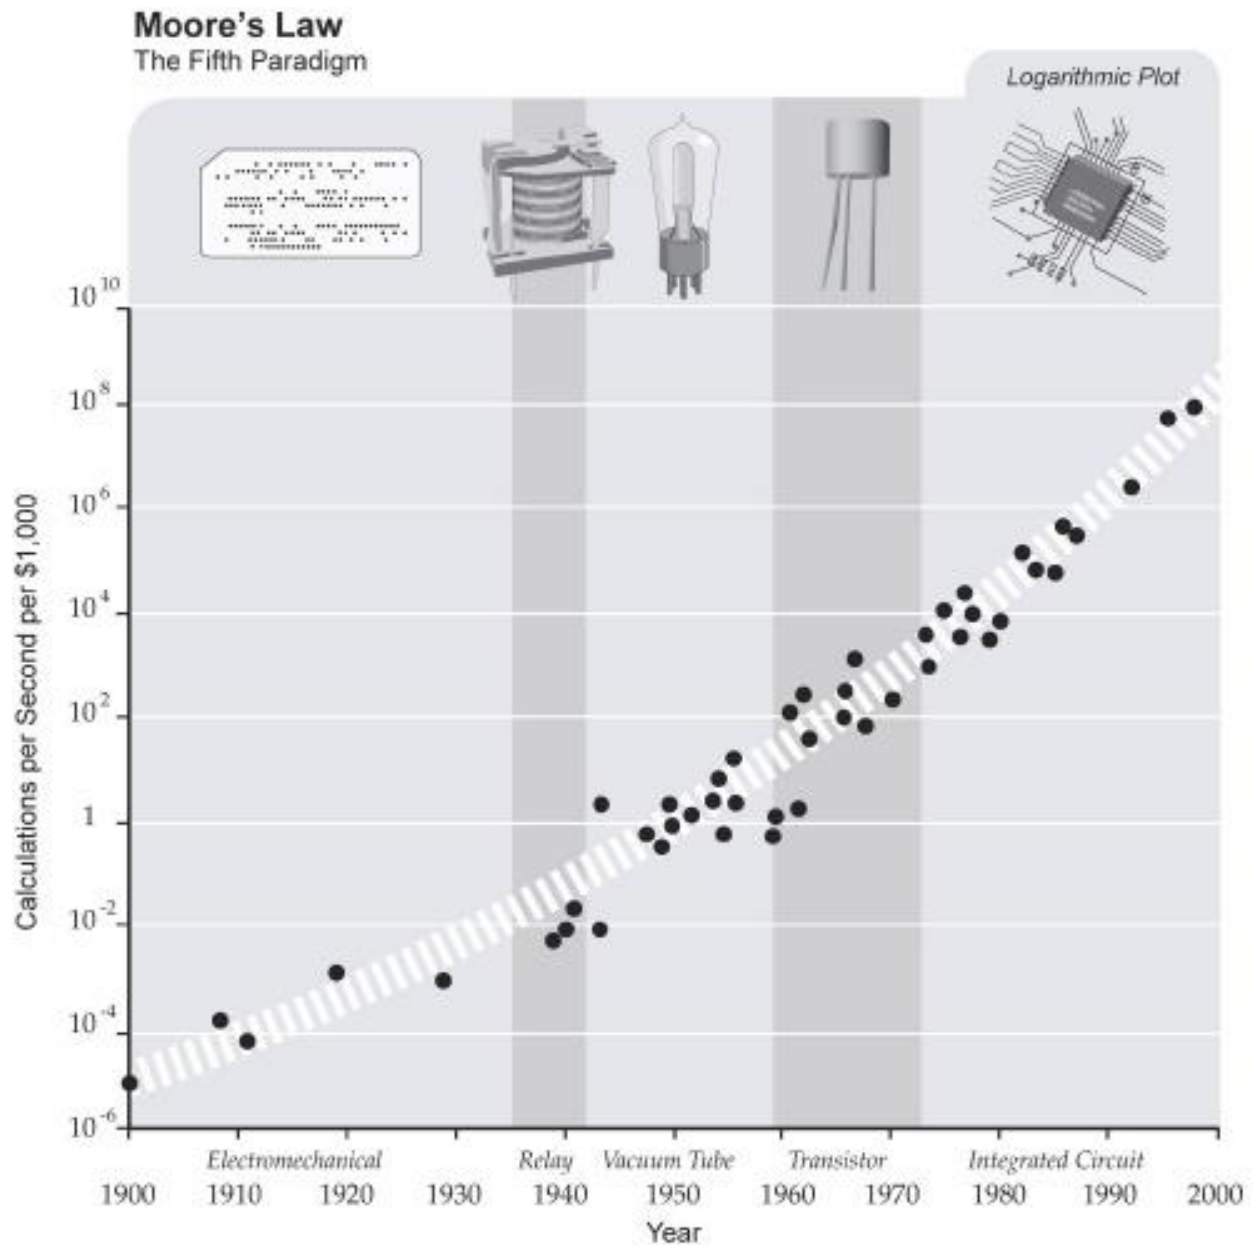 Moore's Law
The Fifth Paradigm
Logarithmic Plot
10^10
10^8
10^6
10^4
10^2
1
10^-2
10^-4
10^-6
Calculations per Second per $1,000
Electromechanical Relay Vacuum Tube Transistor Integrated Circuit
1900 1910 1920 1930 1940 1950 1960 1970 1980 1990 2000
Year